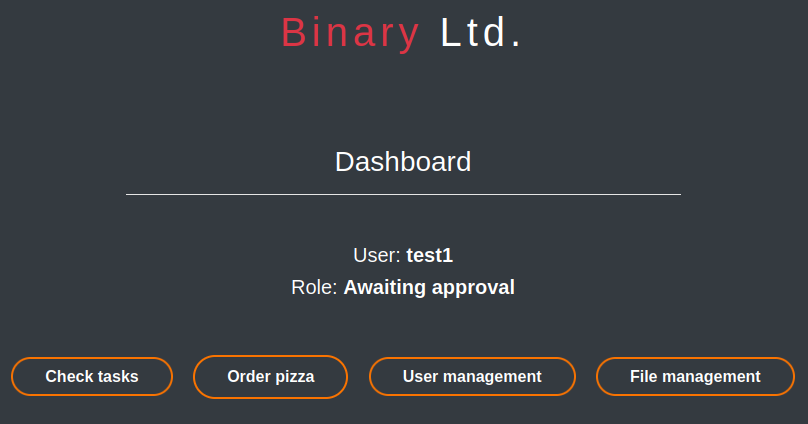 Binary Ltd.
Dashboard
User: test1
Role: Awaiting approval
Check tasks Order pizza User management File management